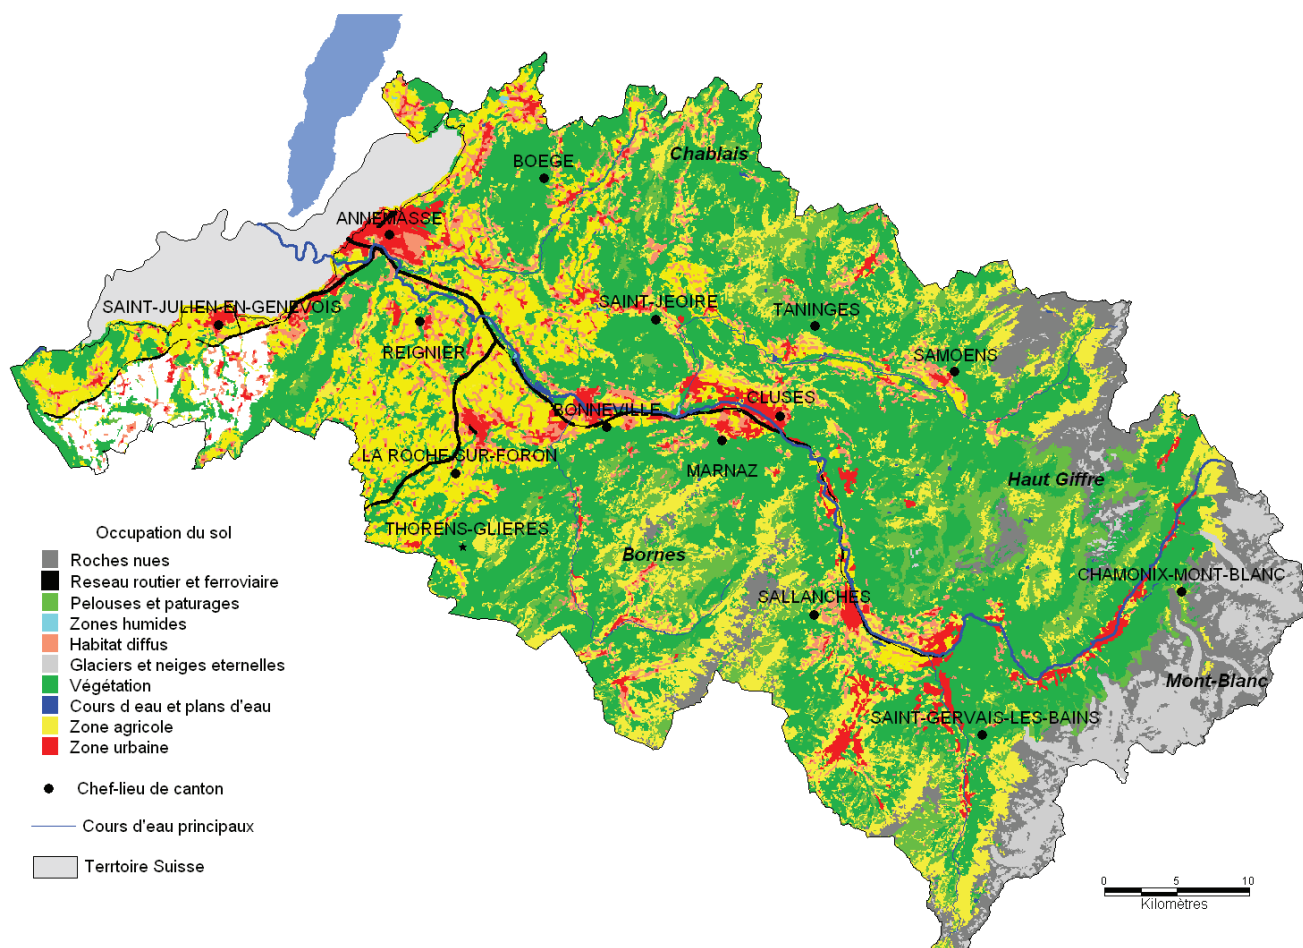 Chablais
BOEGE
ANNEMASSE
SAINT-JULIEN-EN-GENEVOIS
SAINT-JEOIRE
TANINGES
REIGNIER
SAMOENS
CLUSES
BONNEVILLE
LA ROCHE-SUR-FORON
MARNAZ
Haut Giffre
THORENS-GLIERES
Bornes
CHAMONIX-MONT-BLANC
SALLANCHES
Mont-Blanc
SAINT-GERVAIS-LES-BAINS
Occupation du sol
Roches nues
Reseau routier et ferroviaire
Pelouses et paturages
Zones humides
Habitat diffus
Glaciers et neiges eternelles
Végétation
Cours d eau et plans d'eau
Zone agricole
Zone urbaine
Chef-lieu de canton
Cours d'eau principaux
Terrtoire Suisse
0 5 10
Kilomètres